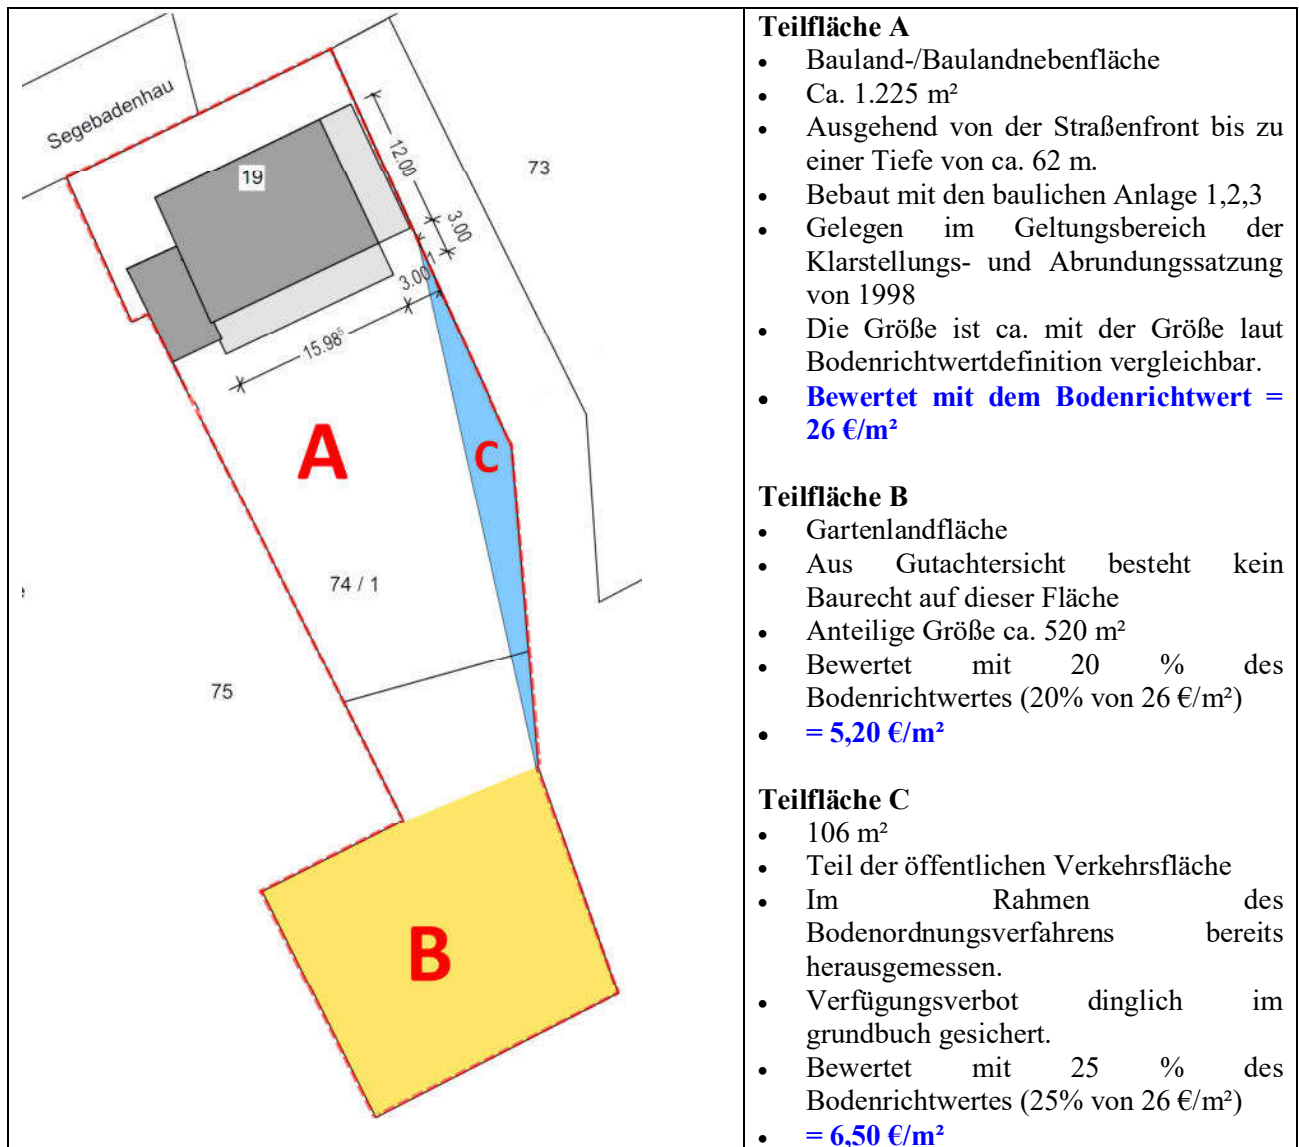 Segebadenhau
19
12.00
3.00
73
3.00¹
15.98⁵
A
C
74 / 1
75
B
Teilfläche A
• Bauland-/Baulandnebenfläche
• Ca. 1.225 m²
• Ausgehend von der Straßenfront bis zu
einer Tiefe von ca. 62 m.
• Bebaut mit den baulichen Anlage 1,2,3
• Gelegen im Geltungsbereich der
Klarstellungs- und Abrundungssatzung
von 1998
• Die Größe ist ca. mit der Größe laut
Bodenrichtwertdefinition vergleichbar.
• Bewertet mit dem Bodenrichtwert =
26 €/m²
Teilfläche B
• Gartenlandfläche
• Aus Gutachtersicht besteht kein
Baurecht auf dieser Fläche
• Anteilige Größe ca. 520 m²
• Bewertet mit 20 % des
Bodenrichtwertes (20% von 26 €/m²)
• = 5,20 €/m²
Teilfläche C
• 106 m²
• Teil der öffentlichen Verkehrsfläche
• Im Rahmen des
Bodenordnungsverfahrens bereits
herausgemessen.
• Verfügungsverbot dinglich im
grundbuch gesichert.
• Bewertet mit 25 % des
Bodenrichtwertes (25% von 26 €/m²)
• = 6,50 €/m²